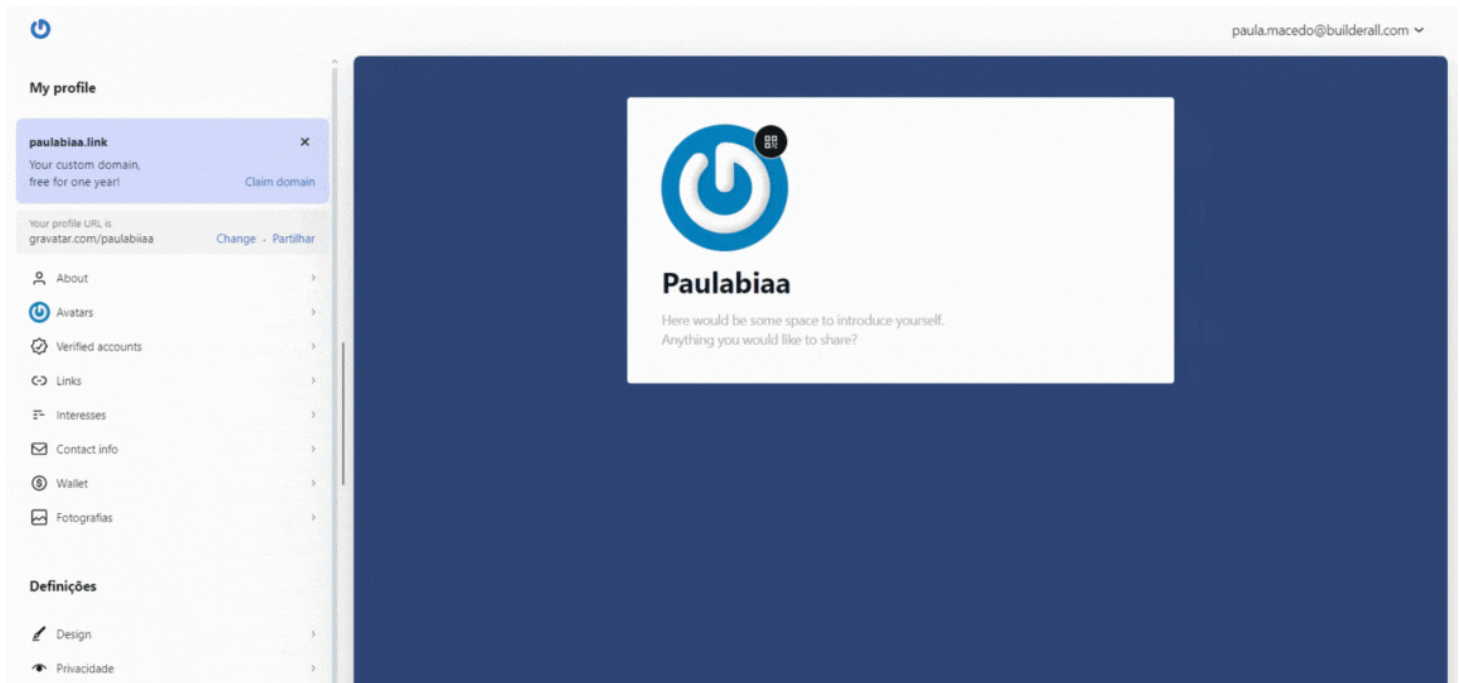 paula.macedo@builderall.com
My profile
paulabiaa.link
Your custom domain,
free for one year!
Claim domain
Your profile URL is
gravatar.com/paulabiiaa
Change · Partilhar
About
Avatars
Verified accounts
Links
Interesses
Contact info
Wallet
Fotografias
Definições
Design
Privacidade
Paulabiaa
Here would be some space to introduce yourself.
Anything you would like to share?